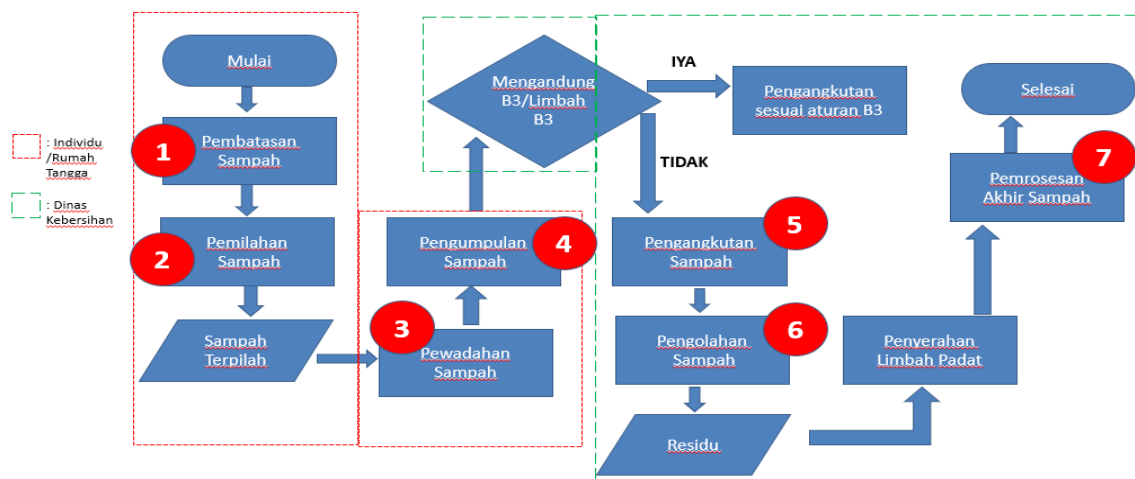 Mulai
1
Pembatasan
Sampah
2
Pemilahan
Sampah
Sampah
Terpilah
3
Pewadahan
Sampah
4
Pengumpulan
Sampah
Mengandung
B3/Limbah
B3
IYA
Pengangkutan
sesuai aturan B3
TIDAK
5
Pengangkutan
Sampah
6
Pengolahan
Sampah
Residu
Penyerahan
Limbah Padat
7
Pemrosesan
Akhir Sampah
Selesai
: Individu
/Rumah
Tangga
: Dinas
Kebersihan